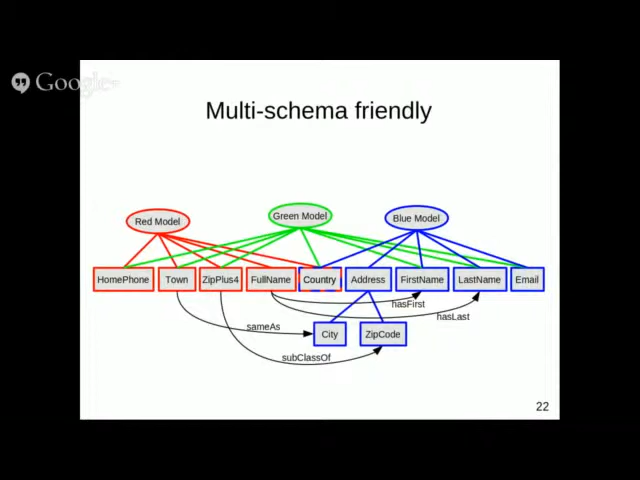 Google+
Multi-schema friendly
Red Model
Green Model
Blue Model
HomePhone
Town
ZipPlus4
FullName
Country
Address
FirstName
LastName
Email
hasFirst
hasLast
sameAs
City
ZipCode
subClassOf
22